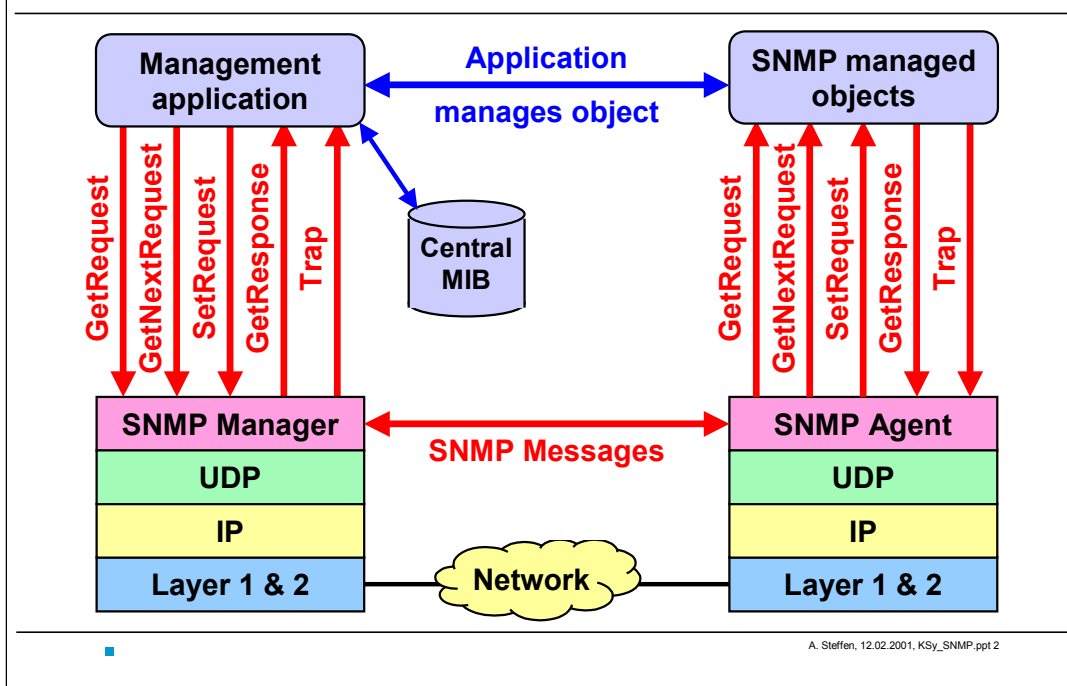 Management
application
Application
manages object
SNMP managed
objects
GetRequest
GetNextRequest
SetRequest
GetResponse
Trap
Central
MIB
GetRequest
GetNextRequest
SetRequest
GetResponse
Trap
SNMP Manager
UDP
IP
Layer 1 & 2
SNMP Messages
Network
SNMP Agent
UDP
IP
Layer 1 & 2
A. Steffen, 12.02.2001, KSy_SNMP.ppt 2